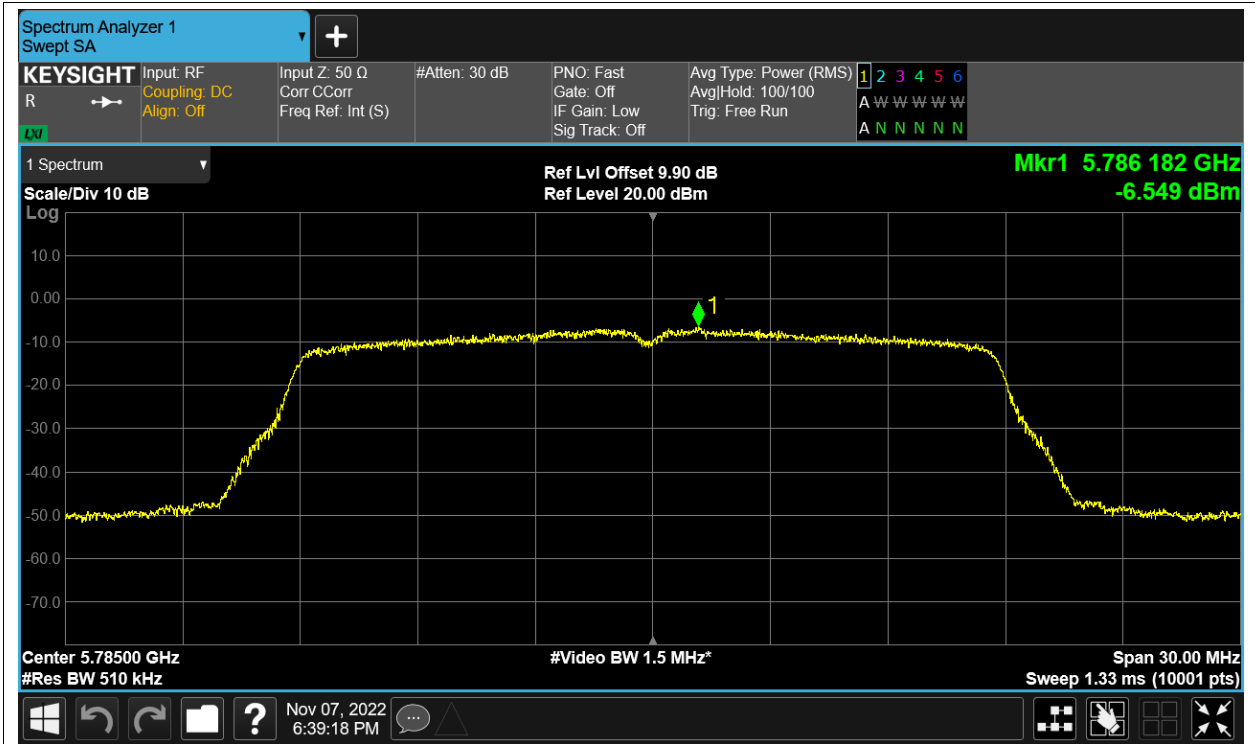 Spectrum Analyzer 1
Swept SA
KEYSIGHT
R
LXI
Input: RF
Coupling: DC
Align: Off
Input Z: 50 Ω
Corr CCorr
Freq Ref: Int (S)
#Atten: 30 dB
PNO: Fast
Gate: Off
IF Gain: Low
Sig Track: Off
Avg Type: Power (RMS)
Avg|Hold: 100/100
Trig: Free Run
1 2 3 4 5 6
A W W W W W
A N N N N N
1 Spectrum
Scale/Div 10 dB
Ref Lvl Offset 9.90 dB
Ref Level 20.00 dBm
Mkr1 5.786 182 GHz
-6.549 dBm
Log
10.0
0.00
-10.0
-20.0
-30.0
-40.0
-50.0
-60.0
-70.0
1
Center 5.78500 GHz
#Video BW 1.5 MHz*
Span 30.00 MHz
#Res BW 510 kHz
Sweep 1.33 ms (10001 pts)
?
Nov 07, 2022
6:39:18 PM